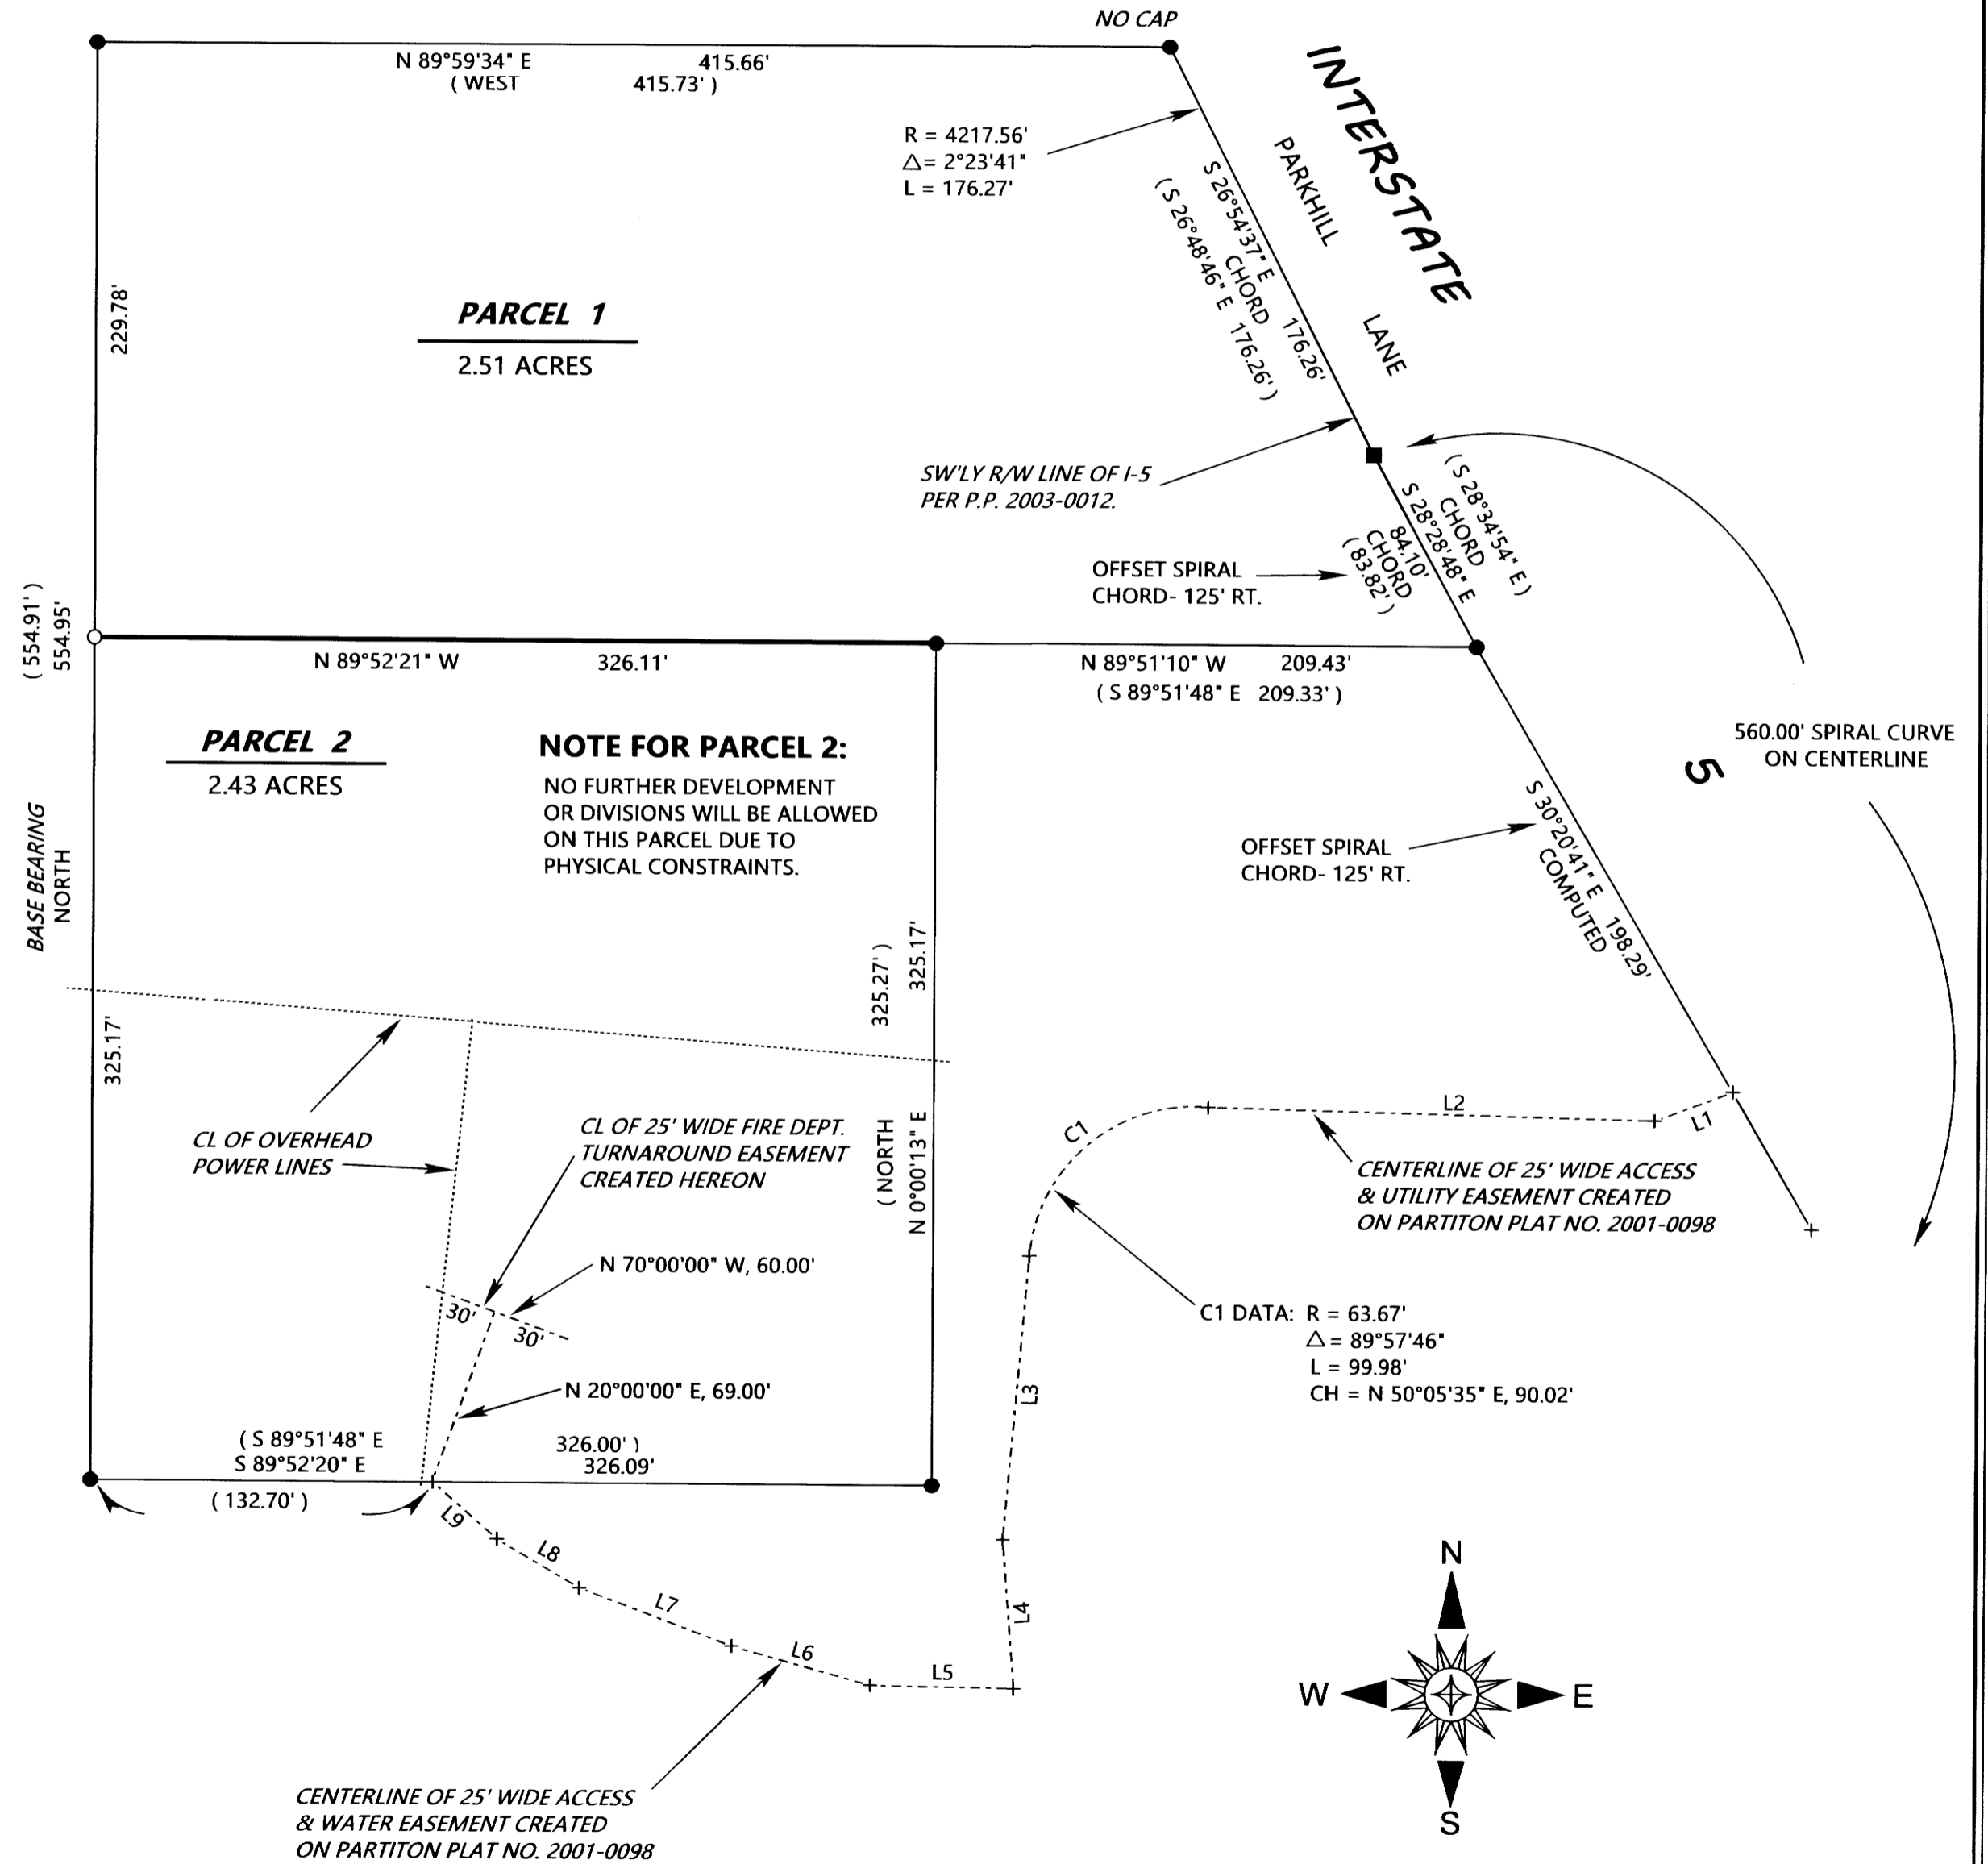 NO CAP
N 89°59'34" E 415.66'
( WEST 415.73' )
INTERSTATE
5
PARKHILL
LANE
R = 4217.56'
△= 2°23'41"
L = 176.27'
S 26°54'37" E 176.26'
CHORD
( S 26°48'46" E 176.26' )
229.78'
PARCEL 1
2.51 ACRES
SW'LY R/W LINE OF I-5
PER P.P. 2003-0012.
( S 28°34'54" E )
CHORD
S 28°28'48" E
84.10'
CHORD
( 83.82' )
OFFSET SPIRAL
CHORD- 125' RT.
( 554.91' )
554.95'
N 89°52'21" W 326.11'
N 89°51'10" W 209.43'
( S 89°51'48" E 209.33' )
560.00' SPIRAL CURVE
ON CENTERLINE
PARCEL 2
2.43 ACRES
NOTE FOR PARCEL 2:
NO FURTHER DEVELOPMENT
OR DIVISIONS WILL BE ALLOWED
ON THIS PARCEL DUE TO
PHYSICAL CONSTRAINTS.
BASE BEARING
NORTH
OFFSET SPIRAL
CHORD- 125' RT.
S 30°20'41" E 198.29'
COMPUTED
325.17'
( NORTH 325.27' )
N 0°00'13" E 325.17'
CL OF OVERHEAD
POWER LINES
CL OF 25' WIDE FIRE DEPT.
TURNAROUND EASEMENT
CREATED HEREON
C1
L2
L1
CENTERLINE OF 25' WIDE ACCESS
& UTILITY EASEMENT CREATED
ON PARTITON PLAT NO. 2001-0098
N 70°00'00" W, 60.00'
30'
30'
C1 DATA: R = 63.67'
△= 89°57'46"
L = 99.98'
CH = N 50°05'35" E, 90.02'
N 20°00'00" E, 69.00'
L3
( S 89°51'48" E 326.00' )
S 89°52'20" E 326.09'
( 132.70' )
L9
L8
L7
L6
L5
L4
N
W
E
S
CENTERLINE OF 25' WIDE ACCESS
& WATER EASEMENT CREATED
ON PARTITON PLAT NO. 2001-0098